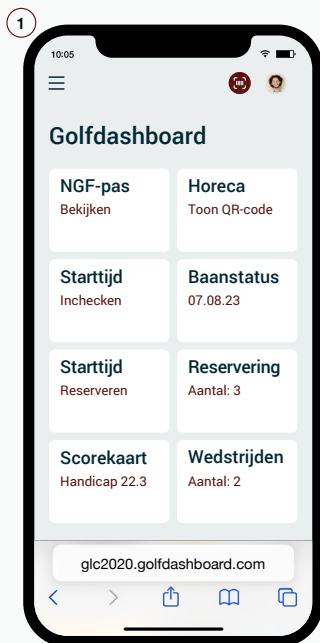 1
10:05
Golfdashboard
NGF-pas
Bekijken
Horeca
Toon QR-code
Starttijd
Inchecken
Baanstatus
07.08.23
Starttijd
Reserveren
Reservering
Aantal: 3
Scorekaart
Handicap 22.3
Wedstrijden
Aantal: 2
glc2020.golfdashboard.com